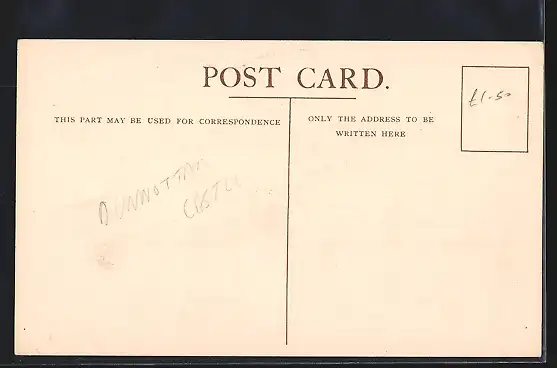 POST CARD.
£1-50
THIS PART MAY BE USED FOR CORRESPONDENCE
ONLY THE ADDRESS TO BE
WRITTEN HERE
DUNNOTTAR
CASTLE